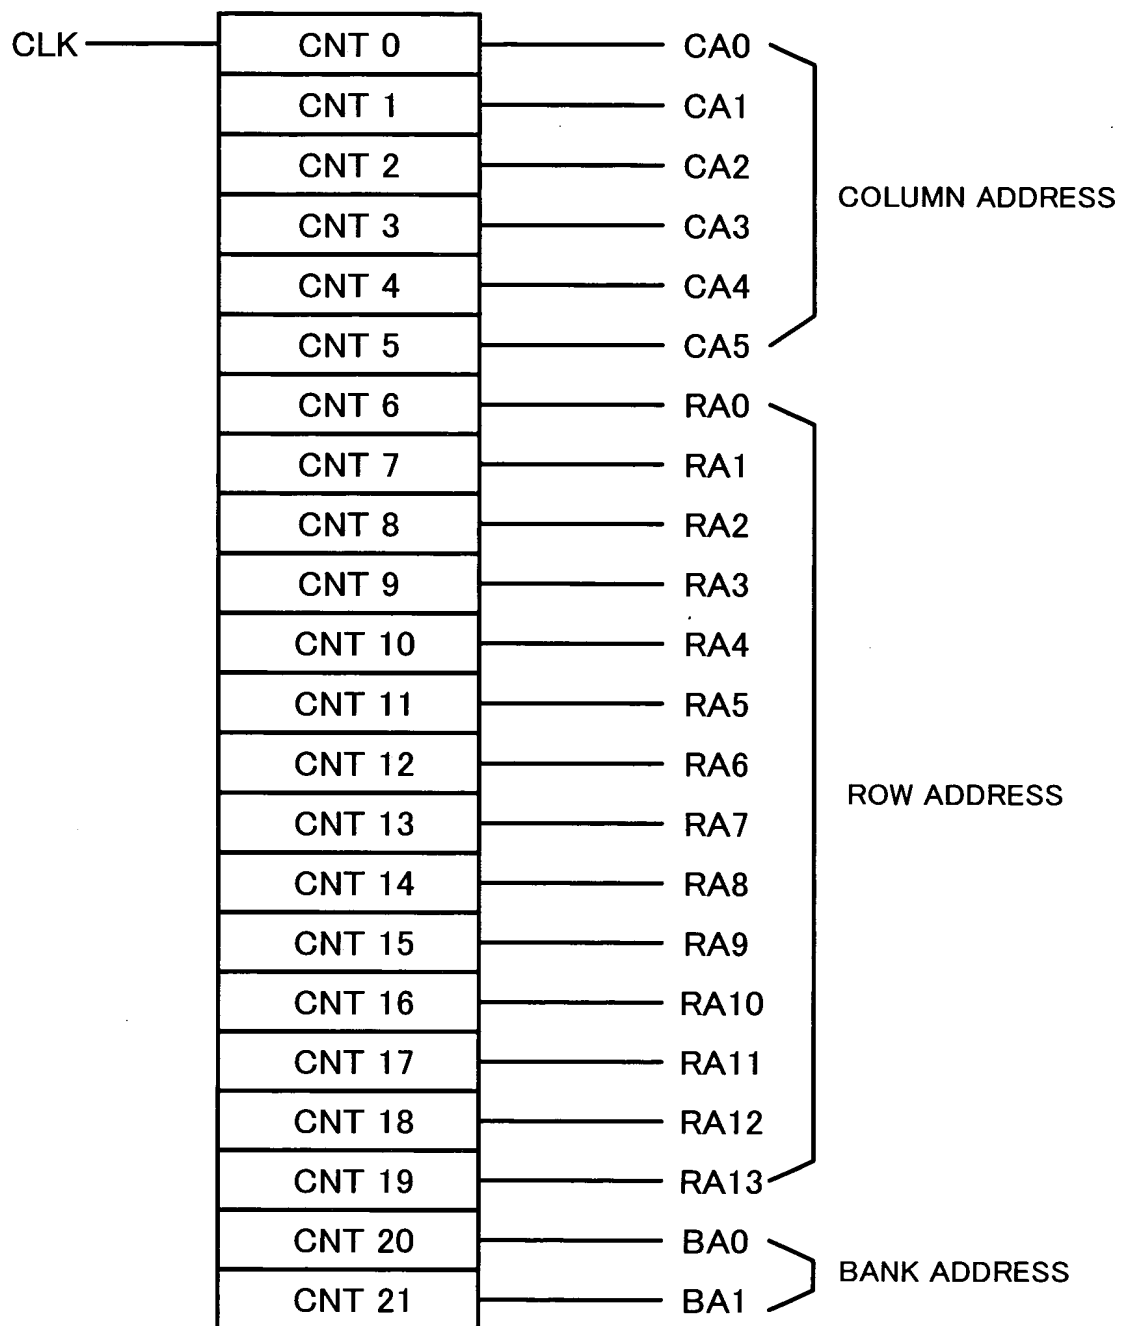 CLK CNT 0 CA0
CNT 1 CA1
CNT 2 CA2
COLUMN ADDRESS
CNT 3 CA3
CNT 4 CA4
CNT 5 CA5
CNT 6 RA0
CNT 7 RA1
CNT 8 RA2
CNT 9 RA3
CNT 10 RA4
CNT 11 RA5
CNT 12 RA6
ROW ADDRESS
CNT 13 RA7
CNT 14 RA8
CNT 15 RA9
CNT 16 RA10
CNT 17 RA11
CNT 18 RA12
CNT 19 RA13
CNT 20 BA0
BANK ADDRESS
CNT 21 BA1